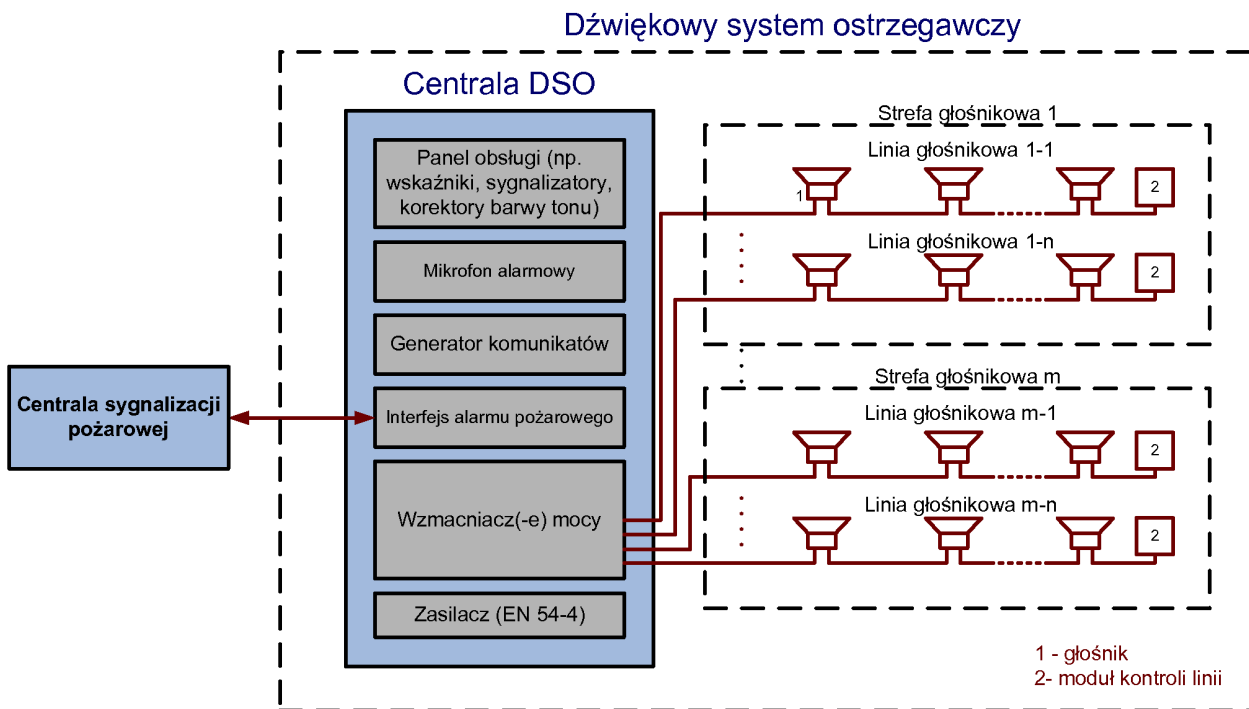 Dźwiękowy system ostrzegawczy
Centrala DSO
Panel obsługi (np.
wskaźniki, sygnalizatory,
korektory barwy tonu)
Mikrofon alarmowy
Generator komunikatów
Interfejs alarmu pożarowego
Wzmacniacz(-e) mocy
Zasilacz (EN 54-4)
Centrala sygnalizacji
pożarowej
Strefa głośnikowa 1
Linia głośnikowa 1-1
1
2
Linia głośnikowa 1-n
2
Strefa głośnikowa m
Linia głośnikowa m-1
2
Linia głośnikowa m-n
2
1 - głośnik
2- moduł kontroli linii